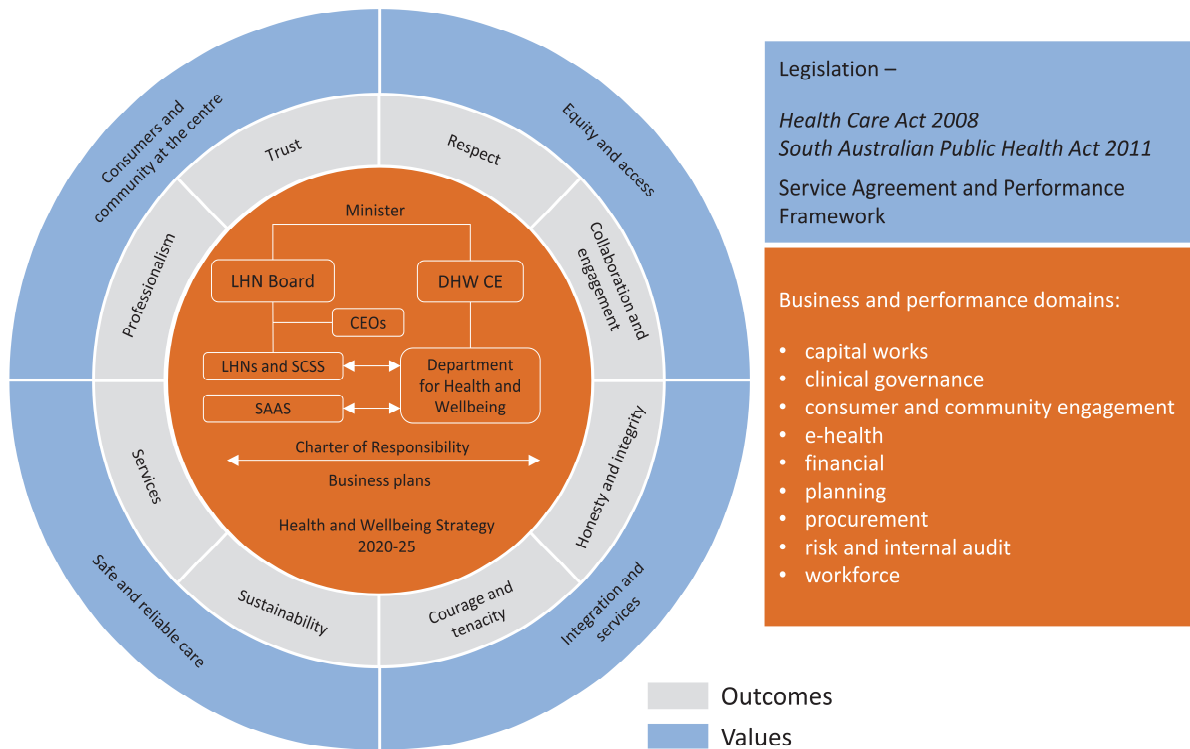 Consumers and
community at the centre
Equity and access
Trust
Respect
Professionalism
Collaboration and
engagement
Minister
LHN Board
DHW CE
CEOs
LHNs and SCSS
Department
for Health and
Wellbeing
SAAS
Charter of Responsibility
Business plans
Health and Wellbeing Strategy
2020-25
Services
Honesty and integrity
Sustainability
Courage and
tenacity
Safe and reliable care
Integration and
services
Legislation –
Health Care Act 2008
South Australian Public Health Act 2011
Service Agreement and Performance
Framework
Business and performance domains:
• capital works
• clinical governance
• consumer and community engagement
• e-health
• financial
• planning
• procurement
• risk and internal audit
• workforce
Outcomes
Values